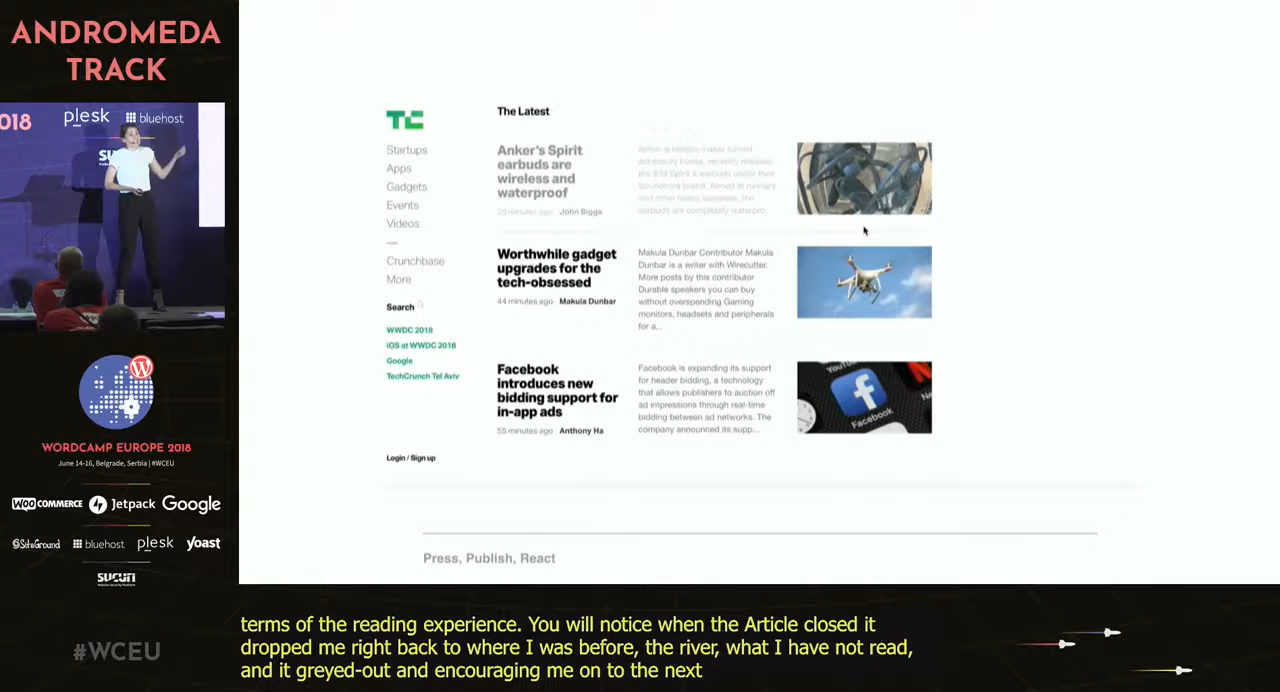 ANDROMEDA
TRACK
018
plesk
bluehost
TC
Startups
Apps
Gadgets
Events
Videos
Crunchbase
More
Search
WWDC 2018
iOS at WWDC 2018
Google
TechCrunch Tel Aviv
Login / Sign up
The Latest
Anker's Spirit
earbuds are
wireless and
waterproof
23 minutes ago John Biggs
Worthwhile gadget
upgrades for the
tech-obsessed
44 minutes ago Makula Dunbar
Makula Dunbar Contributor Makula
Dunbar is a writer with Wirecutter.
More posts by this contributor
Durable speakers you can buy
without overspending Gaming
monitors, headsets and peripherals
for a...
Facebook
introduces new
bidding support for
in-app ads
55 minutes ago Anthony Ha
Facebook is expanding its support
for header bidding, a technology
that allows publishers to auction off
ad impressions through real-time
bidding between ad networks. The
company announced its supp...
Facebook
Press, Publish, React
WORDCAMP EUROPE 2018
June 14-16, Belgrade, Serbia | #WCEU
WOO COMMERCE Jetpack Google
SiteGround bluehost plesk yoast
SUCURI
#WCEU
terms of the reading experience. You will notice when the Article closed it
dropped me right back to where I was before, the river, what I have not read,
and it greyed-out and encouraging me on to the next